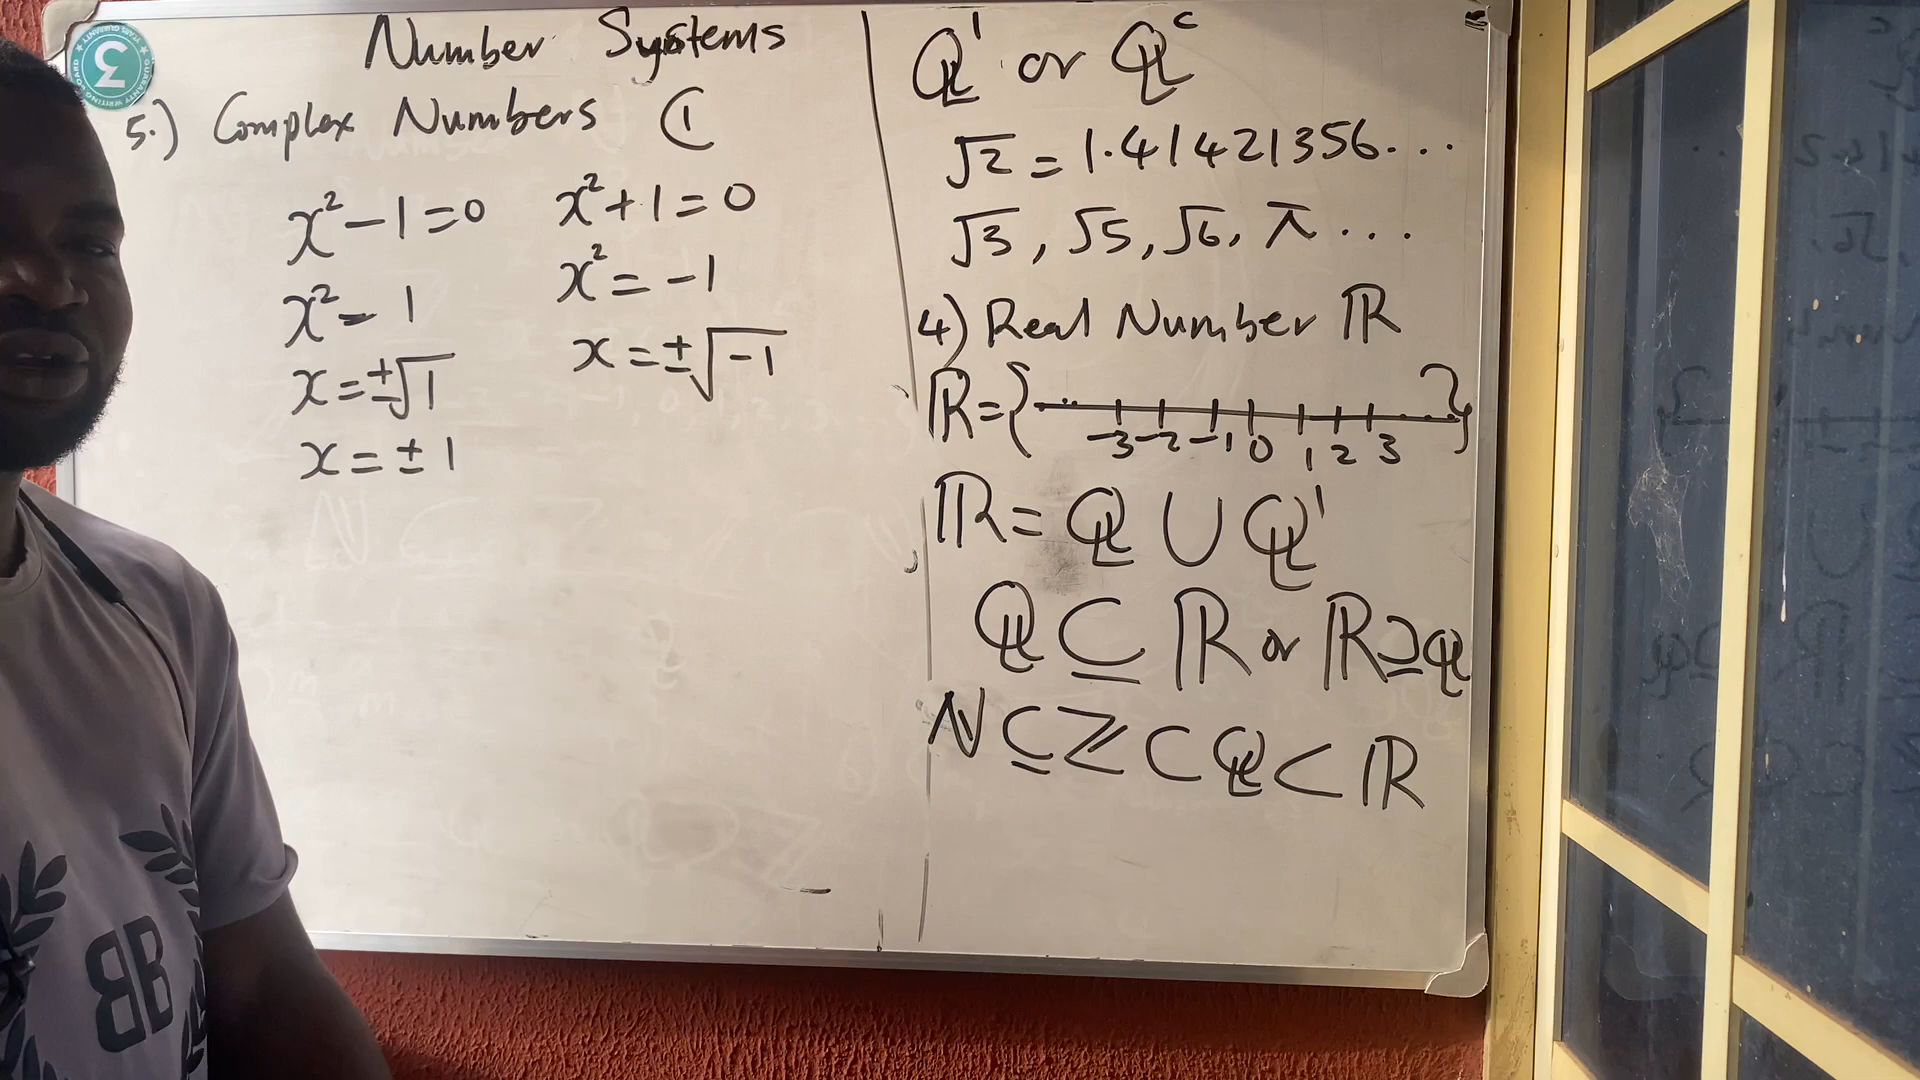 Number Systems
5.) Complex Numbers ℂ
x² - 1 = 0
x² = 1
x = ±√1
x = ± 1
x² + 1 = 0
x² = -1
x = ±√-1
ℚ' or ℚᶜ
√2 = 1.41421356...
√3, √5, √6, π...
4) Real Number ℝ
ℝ = {
-3 -2 -1 0 1 2 3
}
ℝ = ℚ ∪ ℚ'
ℚ ⊆ ℝ or ℝ ⊇ ℚ
ℕ ⊆ ℤ ⊂ ℚ ⊂ ℝ
BB